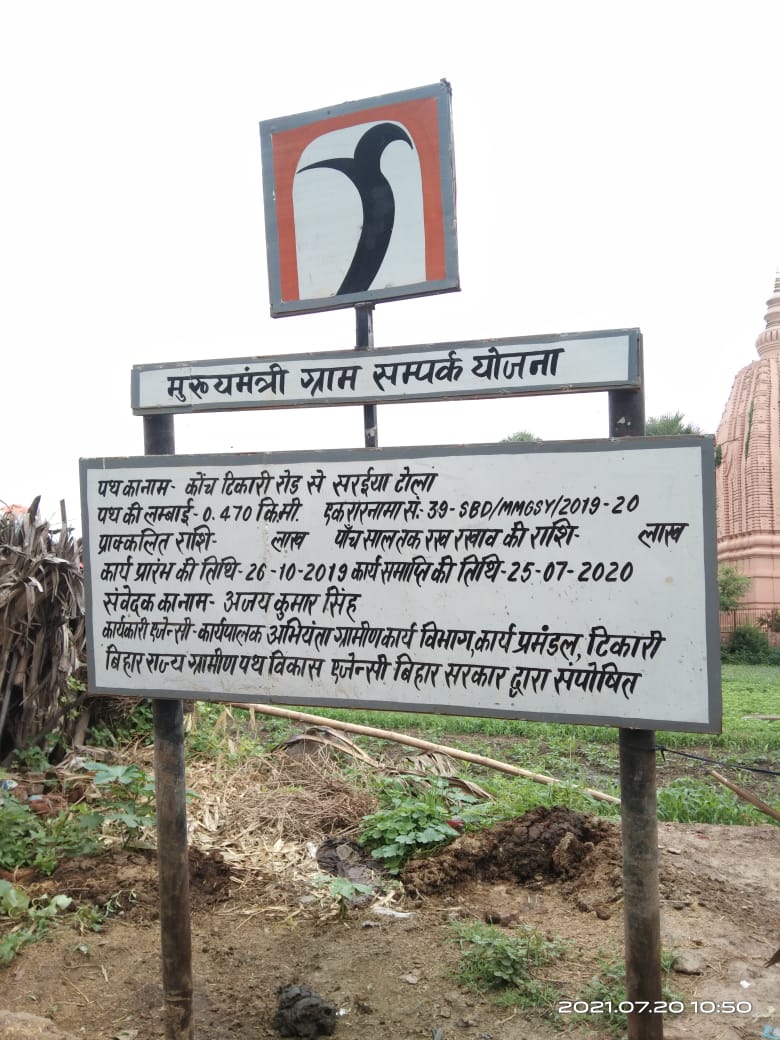 मुख्यमंत्री ग्राम सम्पर्क योजना
पथ का नाम- कोंच टिकारी रोड से सरईया टोला
पथ की लम्बाई- 0.470 कि.मी. एकरारनामा सं:- 39-SBD/MMGSY/2019-20
प्राक्कलित राशि- लाख पाँच साल तक रख रखाव की राशि- लाख
कार्य प्रारंभ की तिथि-26-10-2019 कार्य समाप्ति की तिथि-25-07-2020
संवेदक का नाम- अजय कुमार सिंह
कार्यकारी एजेन्सी-कार्यपालक अभियंता ग्रामीण कार्य विभाग,कार्य प्रमंडल, टिकारी
बिहार राज्य ग्रामीण पथ विकास एजेन्सी बिहार सरकार द्वारा संपोषित
2021.07.20 10:50